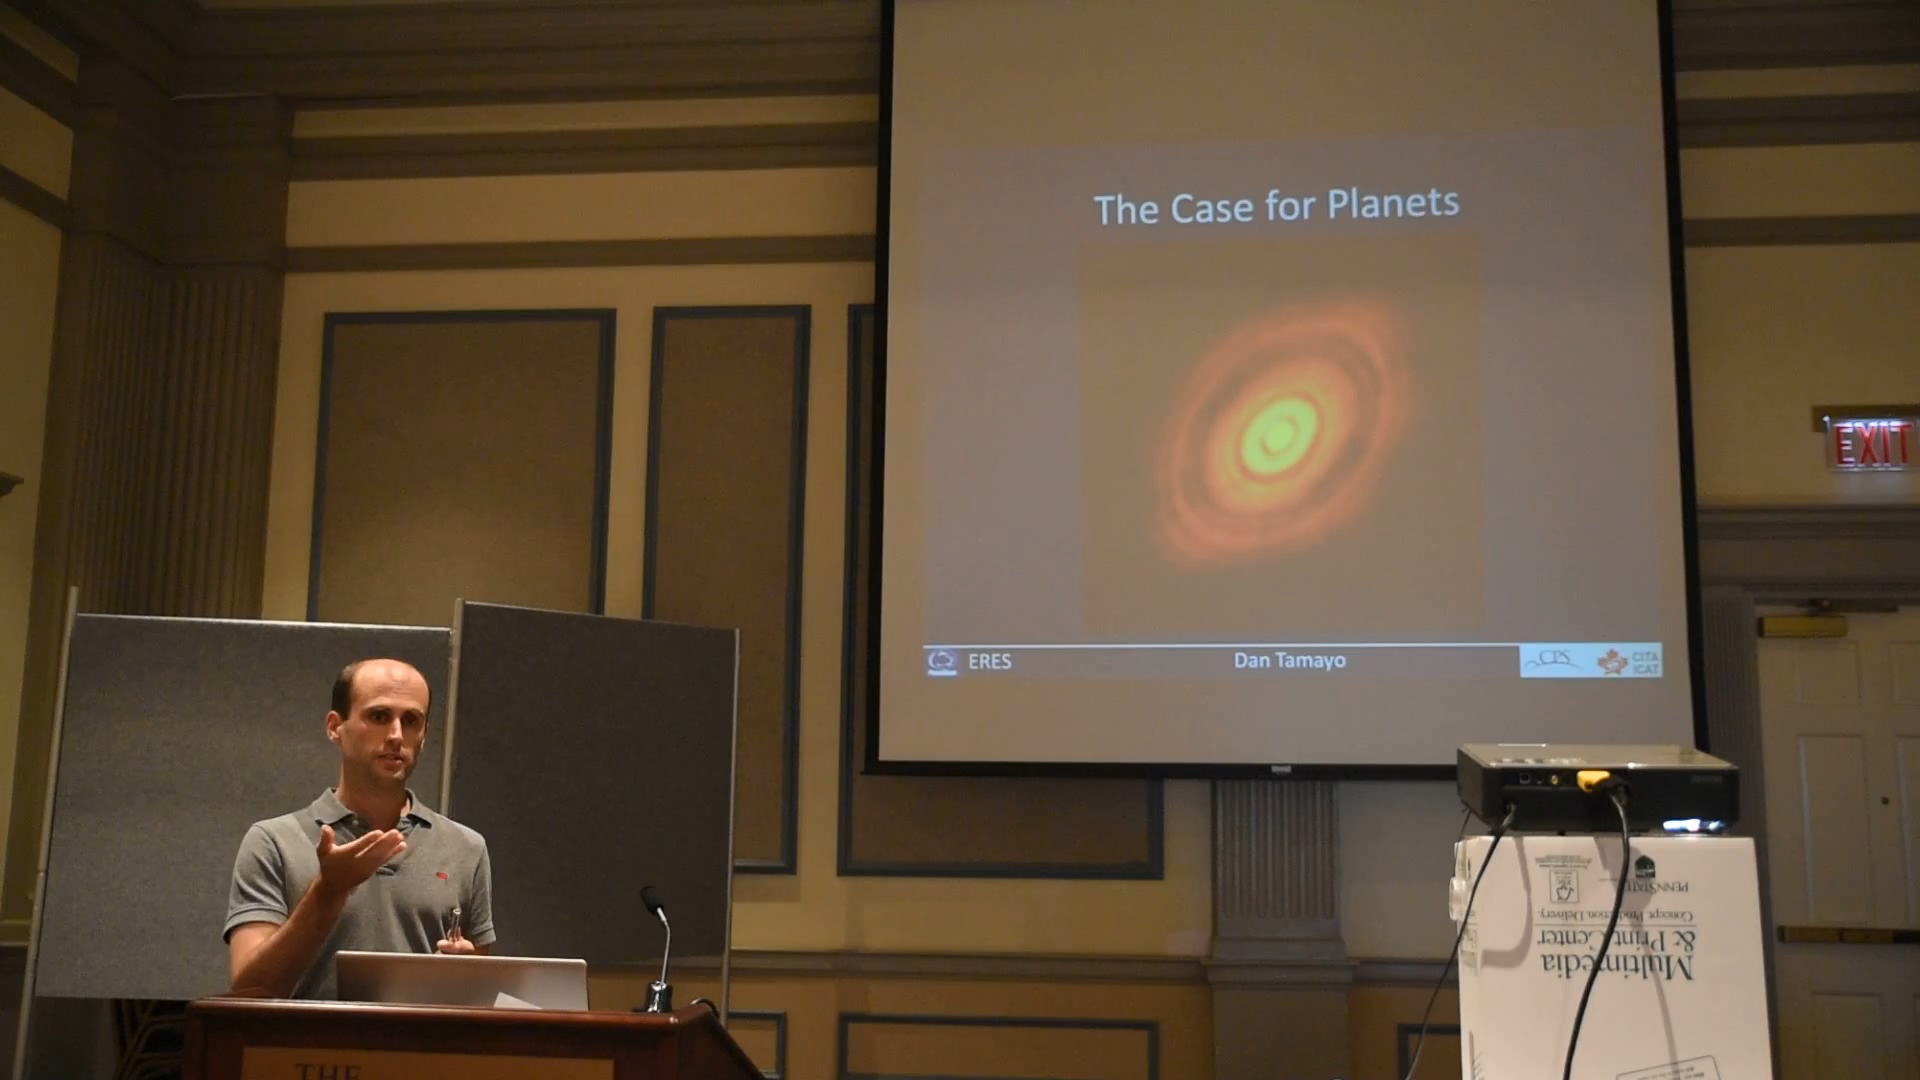 The Case for Planets
EXIT
ERES
Dan Tamayo
CPS
CITA
ICAT
PENNSTATE
Concept. Production. Delivery.
Multimedia
& Print Center
THE